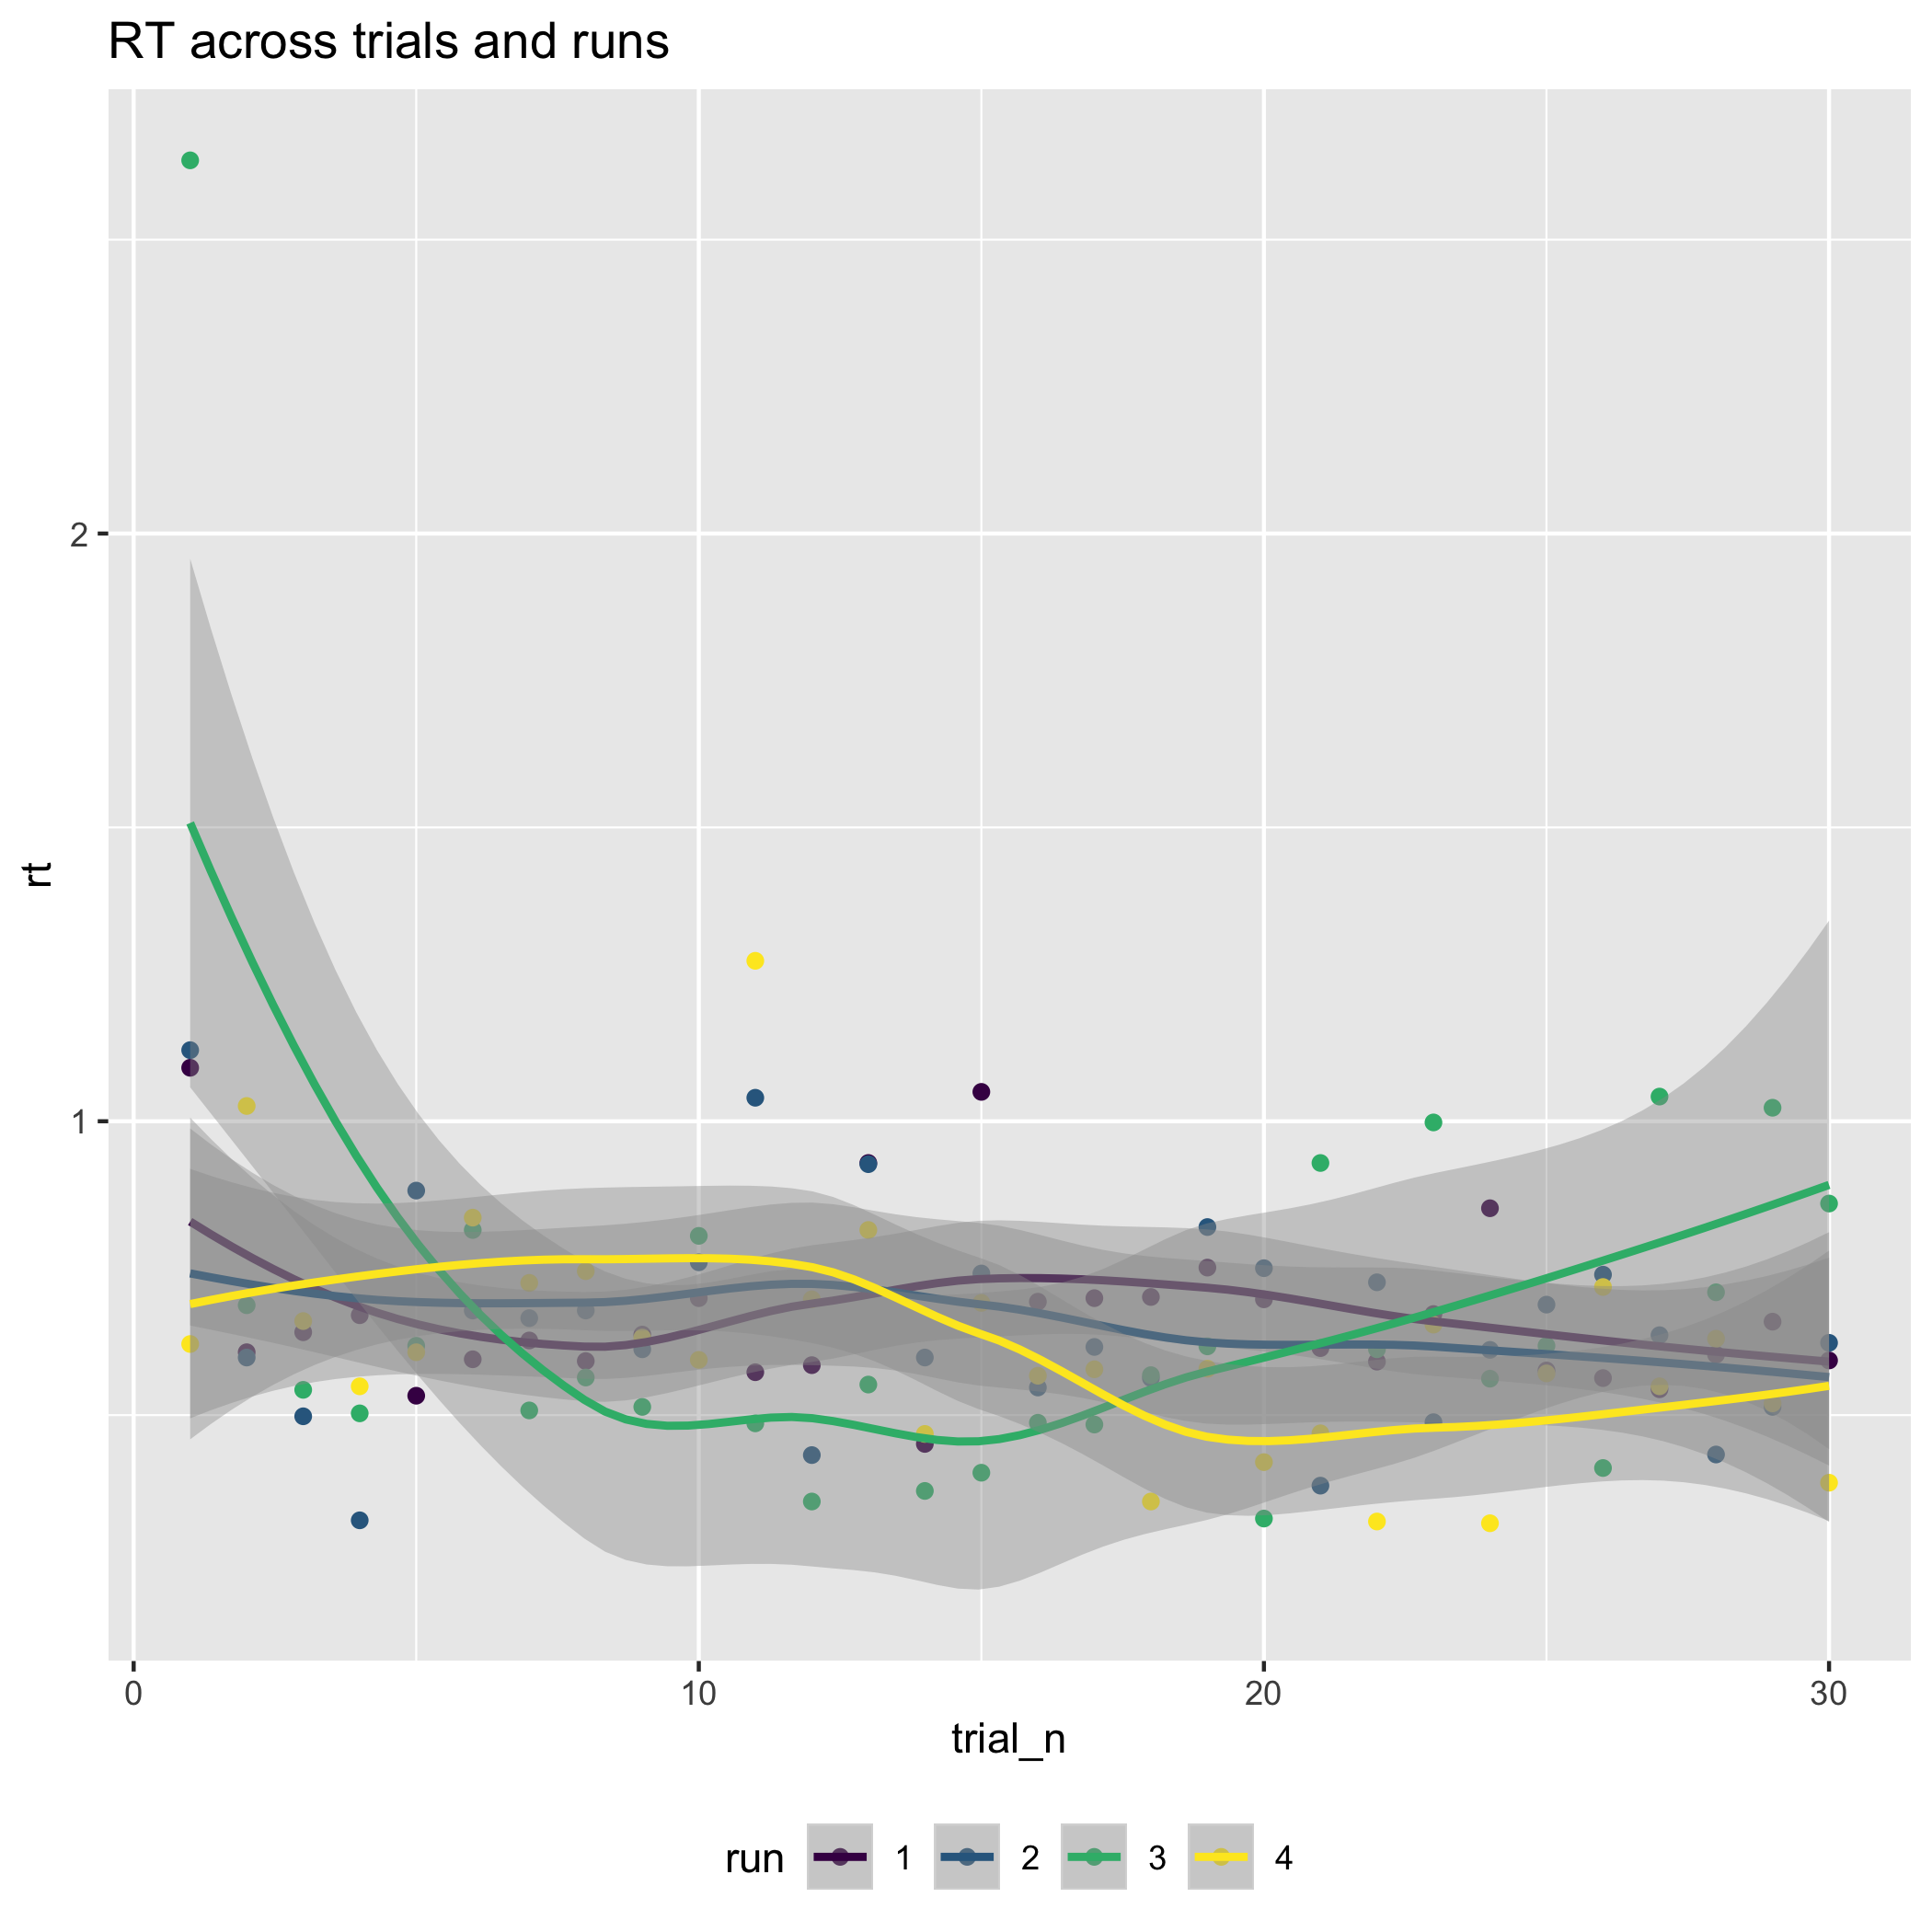 RT across trials and runs
2
1
rt
0 10 20 30
trial_n
run 1 2 3 4